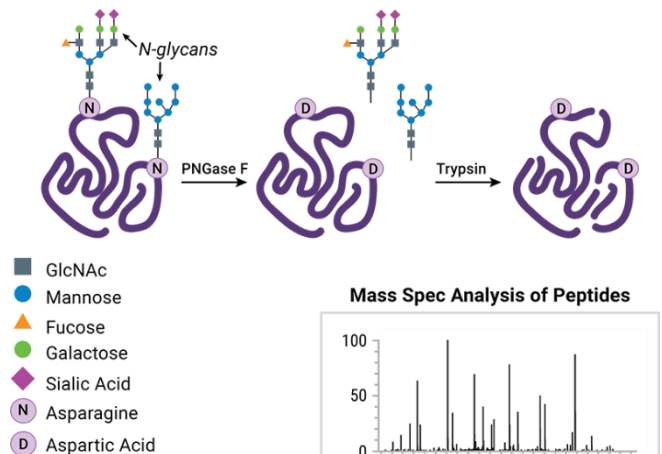 N-glycans
N
N
PNGase F
D
D
Trypsin
D
D
GlcNAc
Mannose
Fucose
Galactose
Sialic Acid
N Asparagine
D Aspartic Acid
Mass Spec Analysis of Peptides
100
50
0